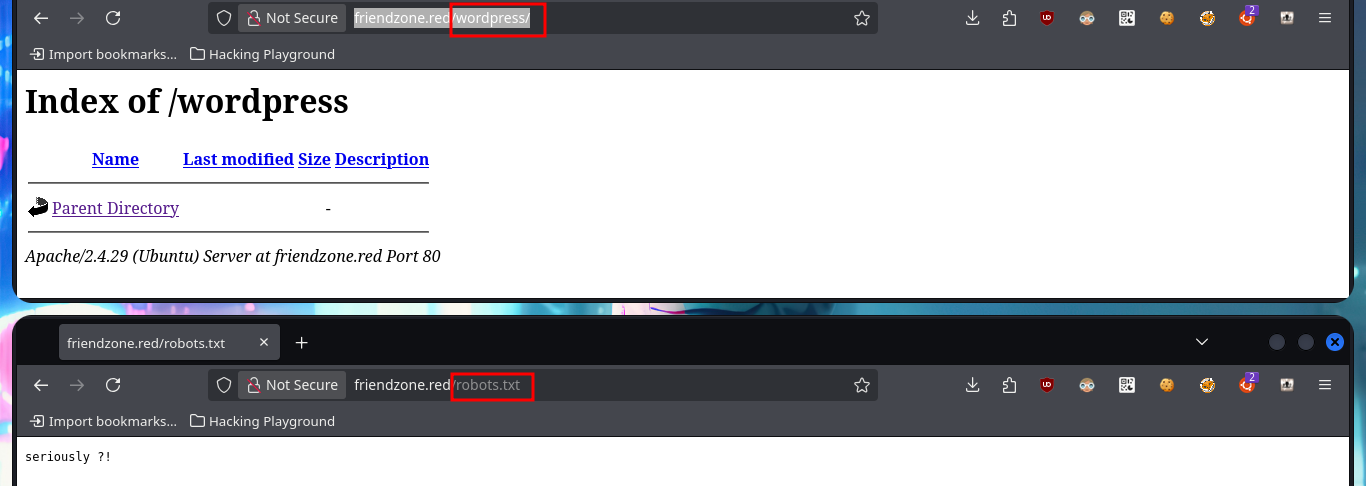 Not Secure friendzone.red/wordpress/ 2
Import bookmarks... Hacking Playground
Index of /wordpress
Name Last modified Size Description
Parent Directory -
Apache/2.4.29 (Ubuntu) Server at friendzone.red Port 80
friendzone.red/robots.txt
Not Secure friendzone.red/robots.txt 2
Import bookmarks... Hacking Playground
seriously ?!